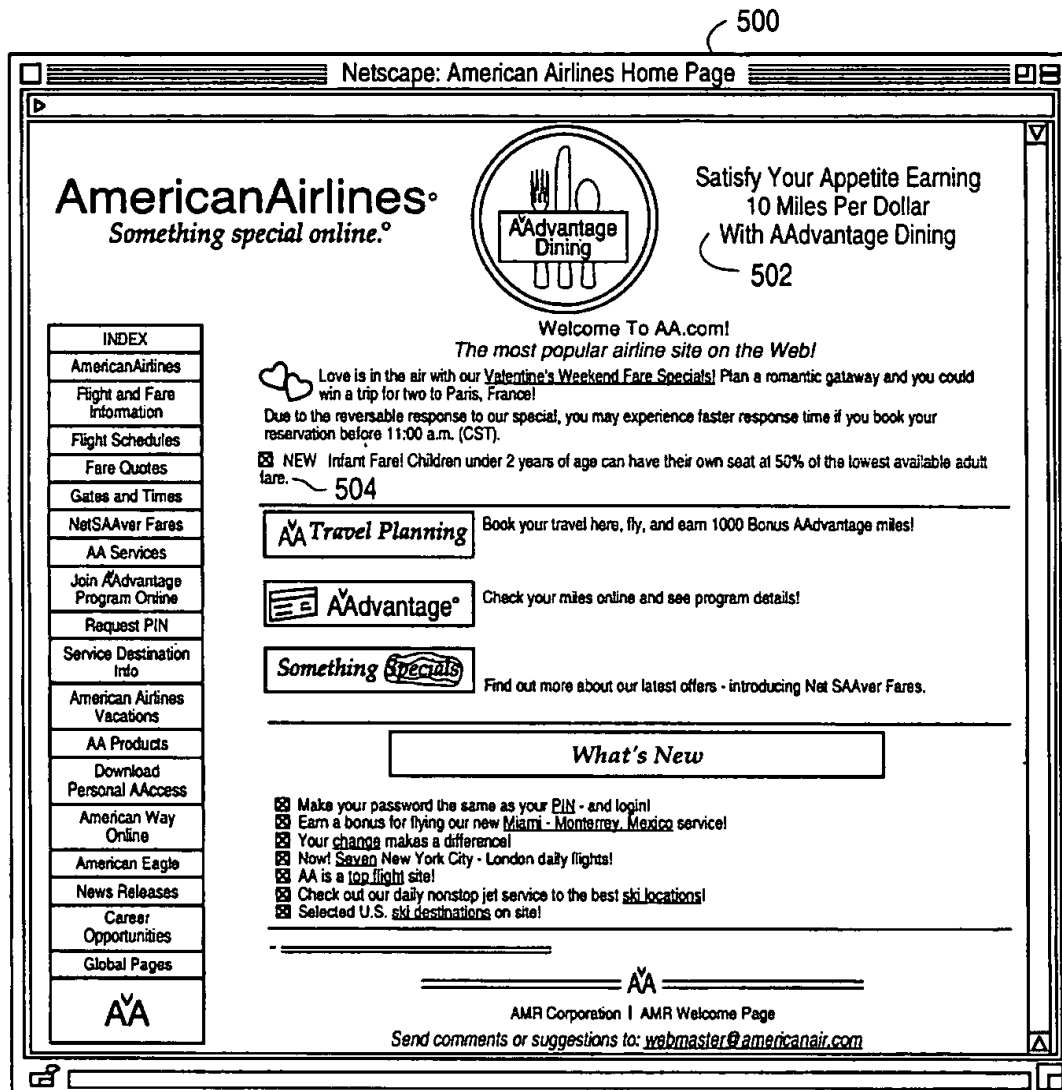 500
Netscape: American Airlines Home Page
AmericanAirlines°
Something special online.°
AAdvantage
Dining
Satisfy Your Appetite Earning
10 Miles Per Dollar
With AAdvantage Dining
502
INDEX
AmericanAirlines
Flight and Fare
Information
Flight Schedules
Fare Quotes
Gates and Times
NetSAAver Fares
AA Services
Join AAdvantage
Program Online
Request PIN
Service Destination
Info
American Airlines
Vacations
AA Products
Download
Personal AAccess
American Way
Online
American Eagle
News Releases
Career
Opportunities
Global Pages
AA
Welcome To AA.com!
The most popular airline site on the Web!
Love is in the air with our Valentine's Weekend Fare Specials! Plan a romantic gataway and you could
win a trip for two to Paris, France!
Due to the reversable response to our special, you may experience faster response time if you book your
reservation before 11:00 a.m. (CST).
NEW Infant Fare! Children under 2 years of age can have their own seat at 50% of the lowest available adult
fare.
504
AA Travel Planning
Book your travel here, fly, and earn 1000 Bonus AAdvantage miles!
AAdvantage°
Check your miles online and see program details!
Something Specials
Find out more about our latest offers - introducing Net SAAver Fares.
What's New
Make your password the same as your PIN - and login!
Earn a bonus for flying our new Miami - Monterrey, Mexico service!
Your change makes a difference!
Now! Seven New York City - London daily flights!
AA is a top flight site!
Check out our daily nonstop jet service to the best ski locations!
Selected U.S. ski destinations on site!
AA
AMR Corporation | AMR Welcome Page
Send comments or suggestions to: webmaster@americanair.com